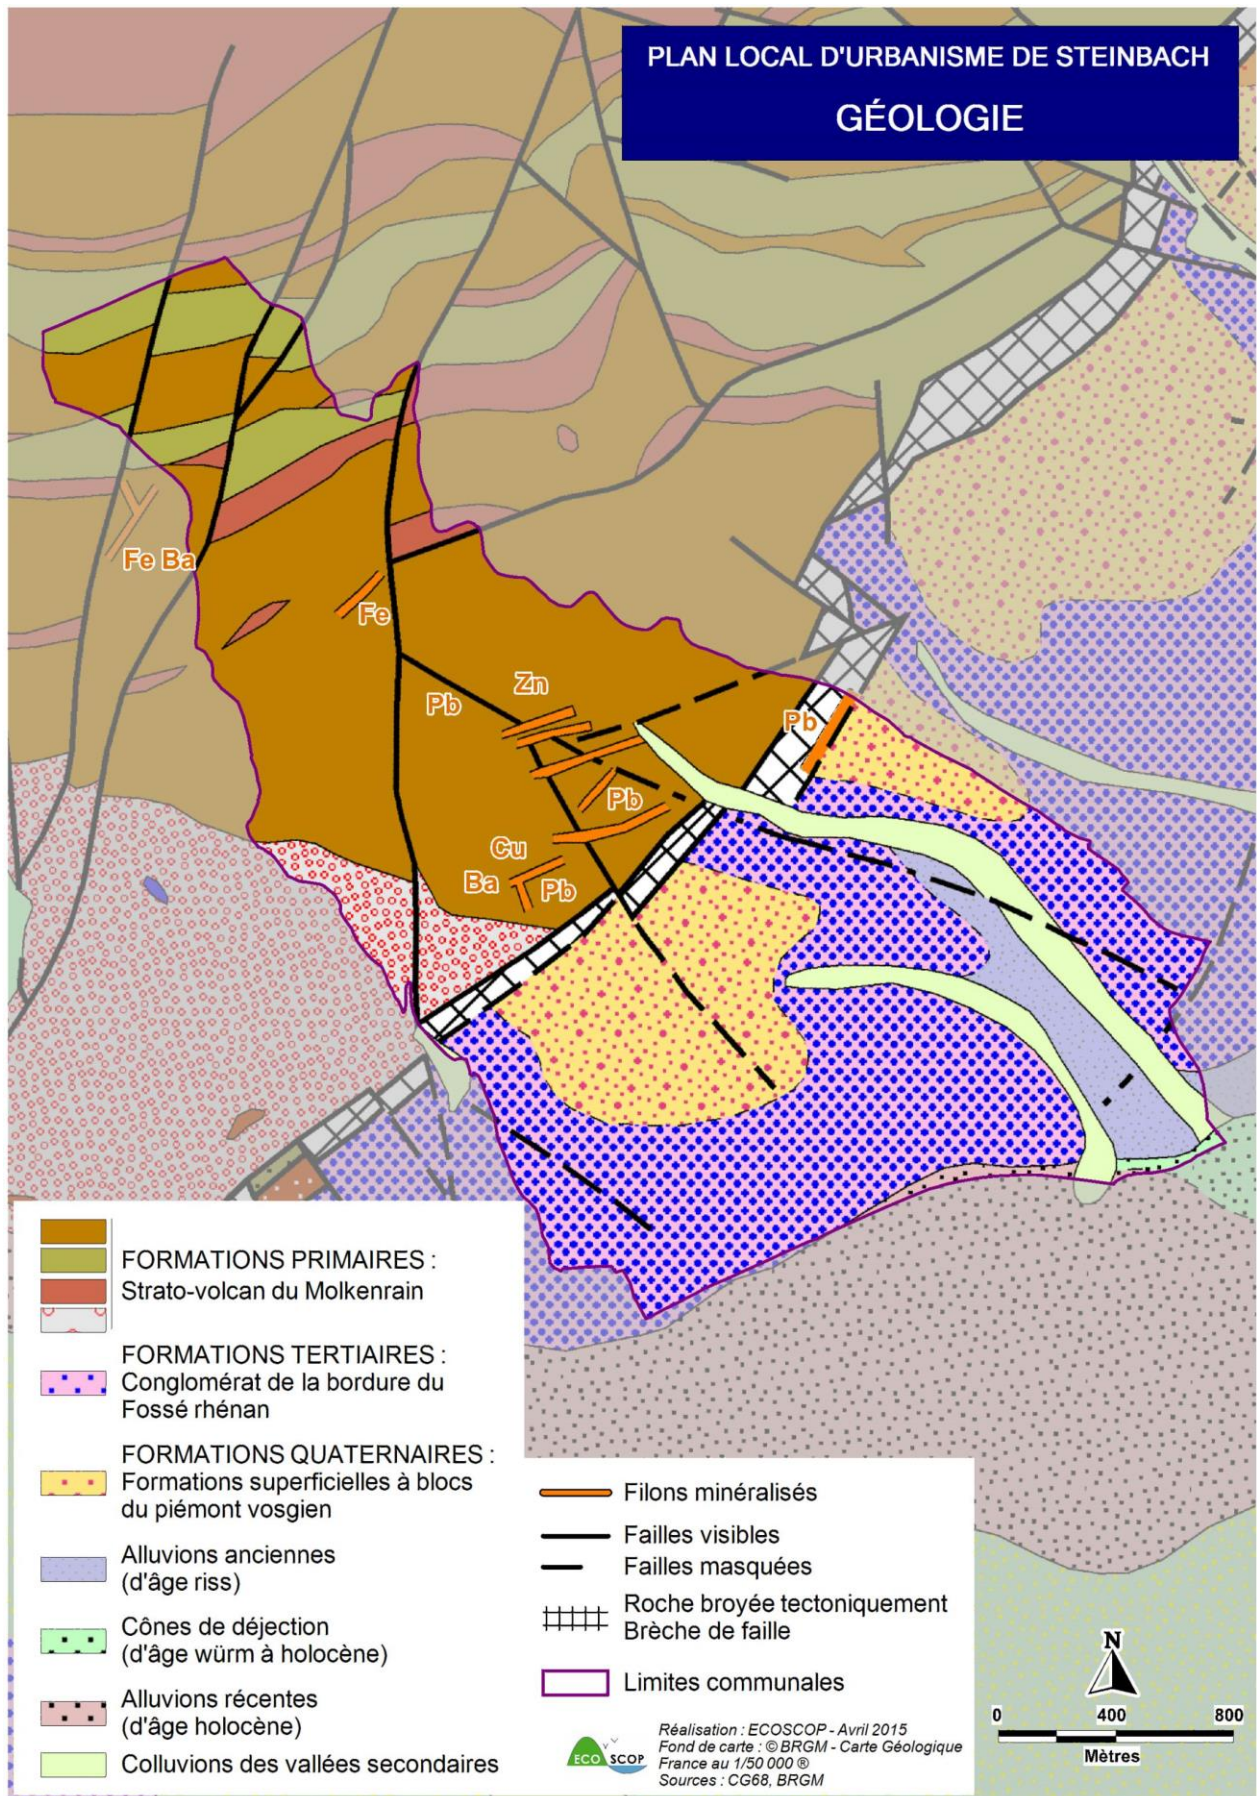 PLAN LOCAL D'URBANISME DE STEINBACH
GÉOLOGIE
Fe Ba
Fe
Zn
Pb
Pb
Pb
Cu
Ba
Pb
FORMATIONS PRIMAIRES :
Strato-volcan du Molkenrain
FORMATIONS TERTIAIRES :
Conglomérat de la bordure du
Fossé rhénan
FORMATIONS QUATERNAIRES :
Formations superficielles à blocs
du piémont vosgien
Alluvions anciennes
(d'âge riss)
Cônes de déjection
(d'âge würm à holocène)
Alluvions récentes
(d'âge holocène)
Colluvions des vallées secondaires
Filons minéralisés
Failles visibles
Failles masquées
Roche broyée tectoniquement
Brèche de faille
Limites communales
ECO SCOP
Réalisation : ECOSCOP - Avril 2015
Fond de carte : © BRGM - Carte Géologique
France au 1/50 000 ®
Sources : CG68, BRGM
N
0 400 800
Mètres